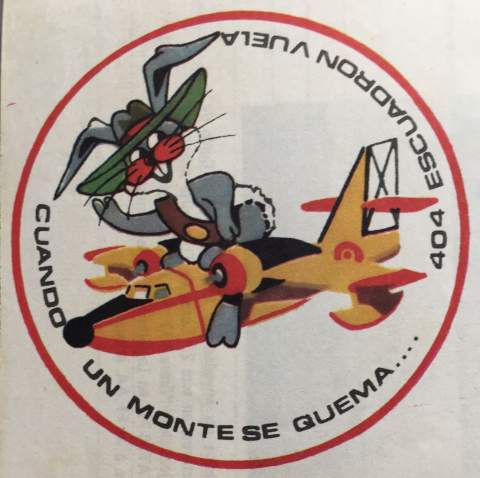 CUANDO UN MONTE SE QUEMA....
404 ESCUADRON VUELA